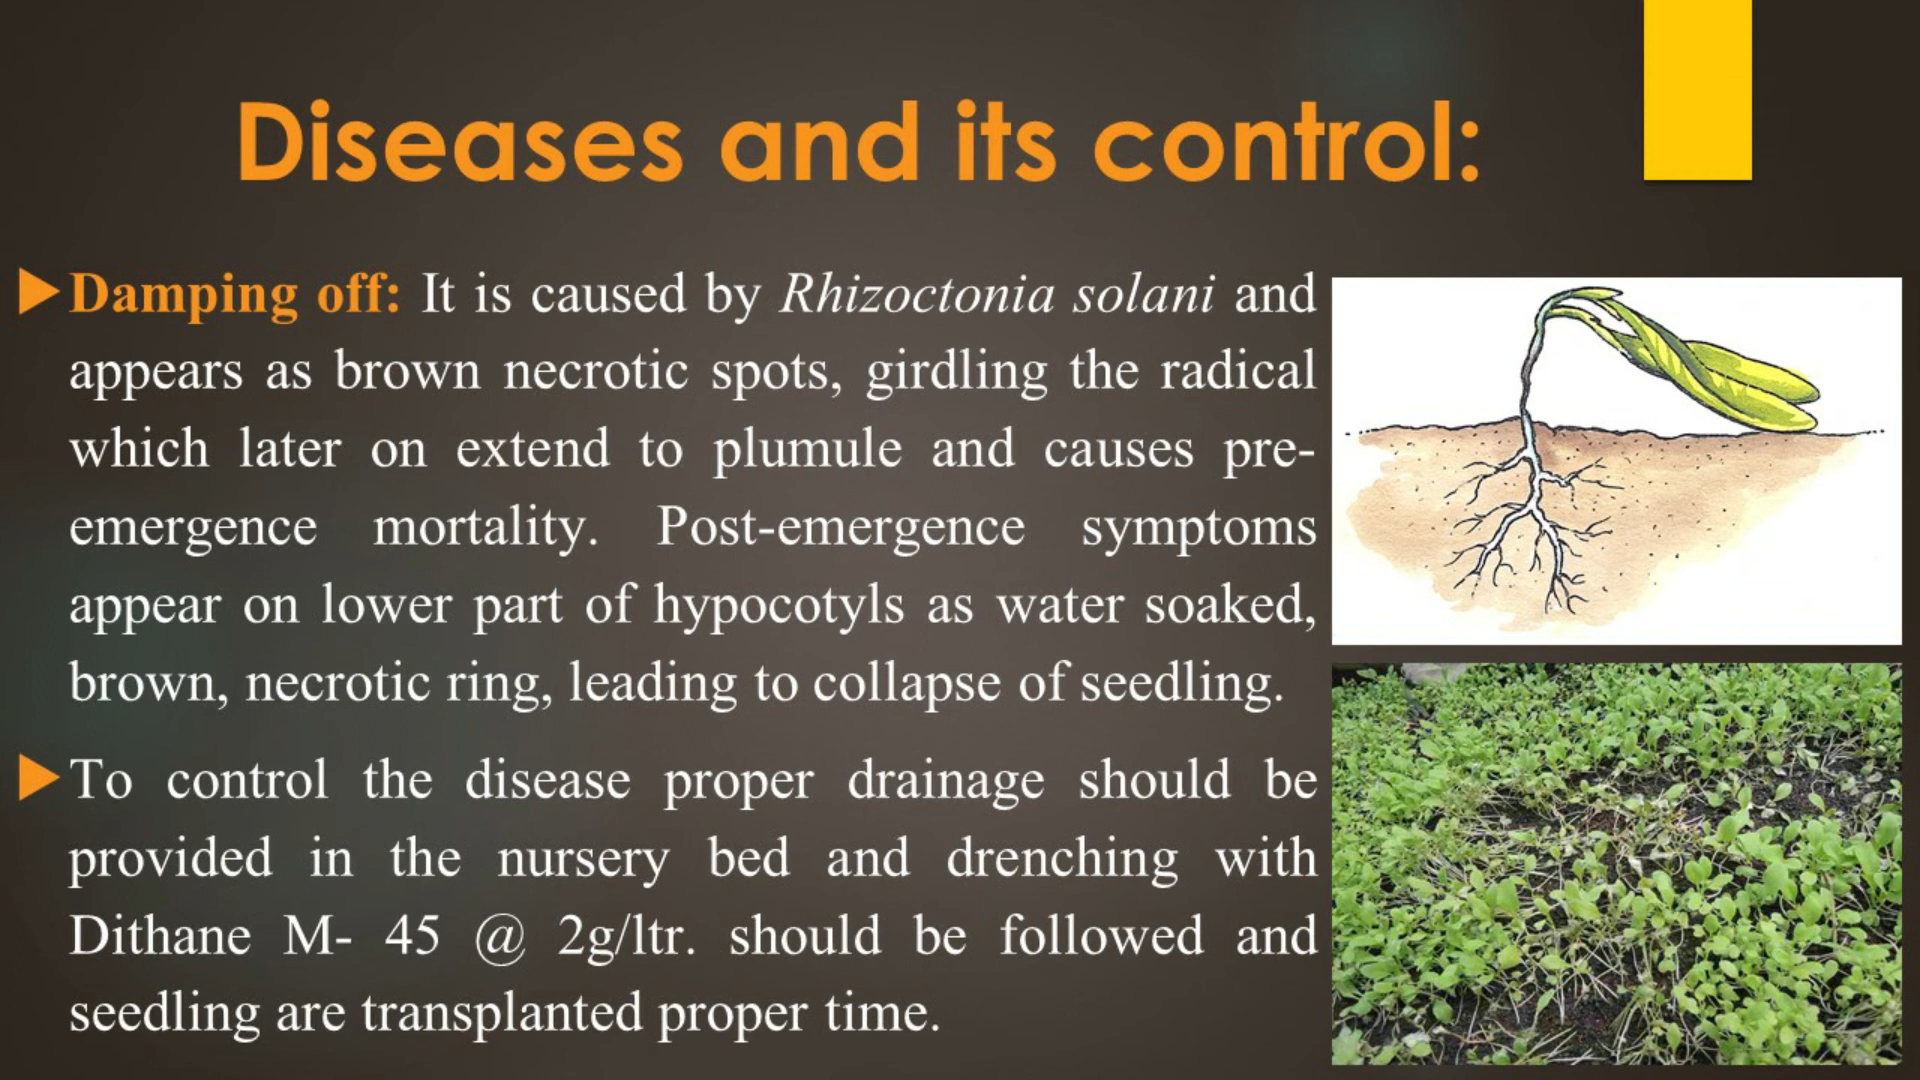 Diseases and its control:
Damping off: It is caused by Rhizoctonia solani and
appears as brown necrotic spots, girdling the radical
which later on extend to plumule and causes pre-
emergence mortality. Post-emergence symptoms
appear on lower part of hypocotyls as water soaked,
brown, necrotic ring, leading to collapse of seedling.
To control the disease proper drainage should be
provided in the nursery bed and drenching with
Dithane M- 45 @ 2g/ltr. should be followed and
seedling are transplanted proper time.